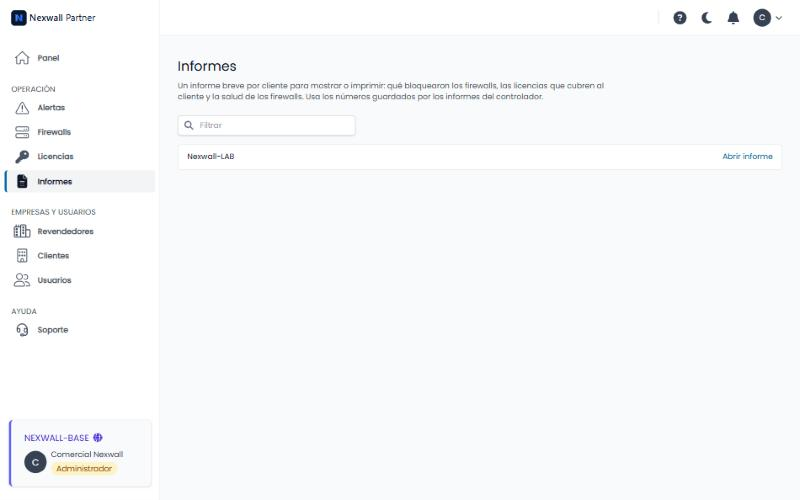 N Nexwall Partner
C
Panel
OPERACIÓN
Alertas
Firewalls
Licencias
Informes
EMPRESAS Y USUARIOS
Revendedores
Clientes
Usuarios
AYUDA
Soporte
NEXWALL-BASE
C Comercial Nexwall
Administrador
Informes
Un informe breve por cliente para mostrar o imprimir: qué bloquearon los firewalls, las licencias que cubren al
cliente y la salud de los firewalls. Usa los números guardados por los informes del controlador.
Filtrar
Nexwall-LAB Abrir informe